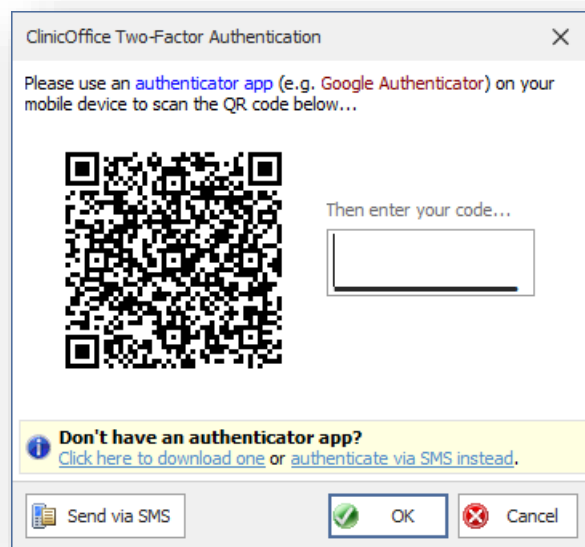 ClinicOffice Two-Factor Authentication
Please use an authenticator app (e.g. Google Authenticator) on your
mobile device to scan the QR code below...
Then enter your code...
Don't have an authenticator app?
Click here to download one or authenticate via SMS instead.
Send via SMS
OK
Cancel